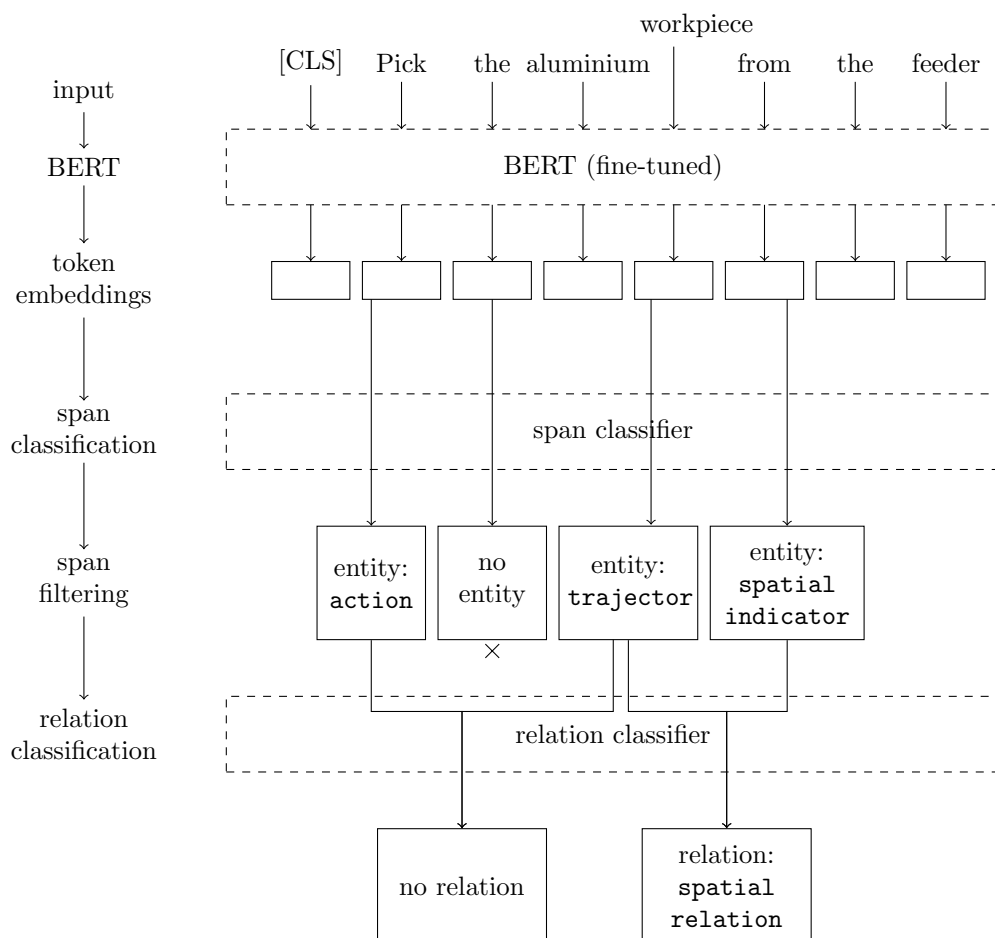 workpiece
[CLS] Pick the aluminium from the feeder
input
BERT
BERT (fine-tuned)
token
embeddings
span
classification
span classifier
span
filtering
entity:
action
no
entity
×
entity:
trajector
entity:
spatial
indicator
relation
classification
relation classifier
no relation
relation:
spatial
relation